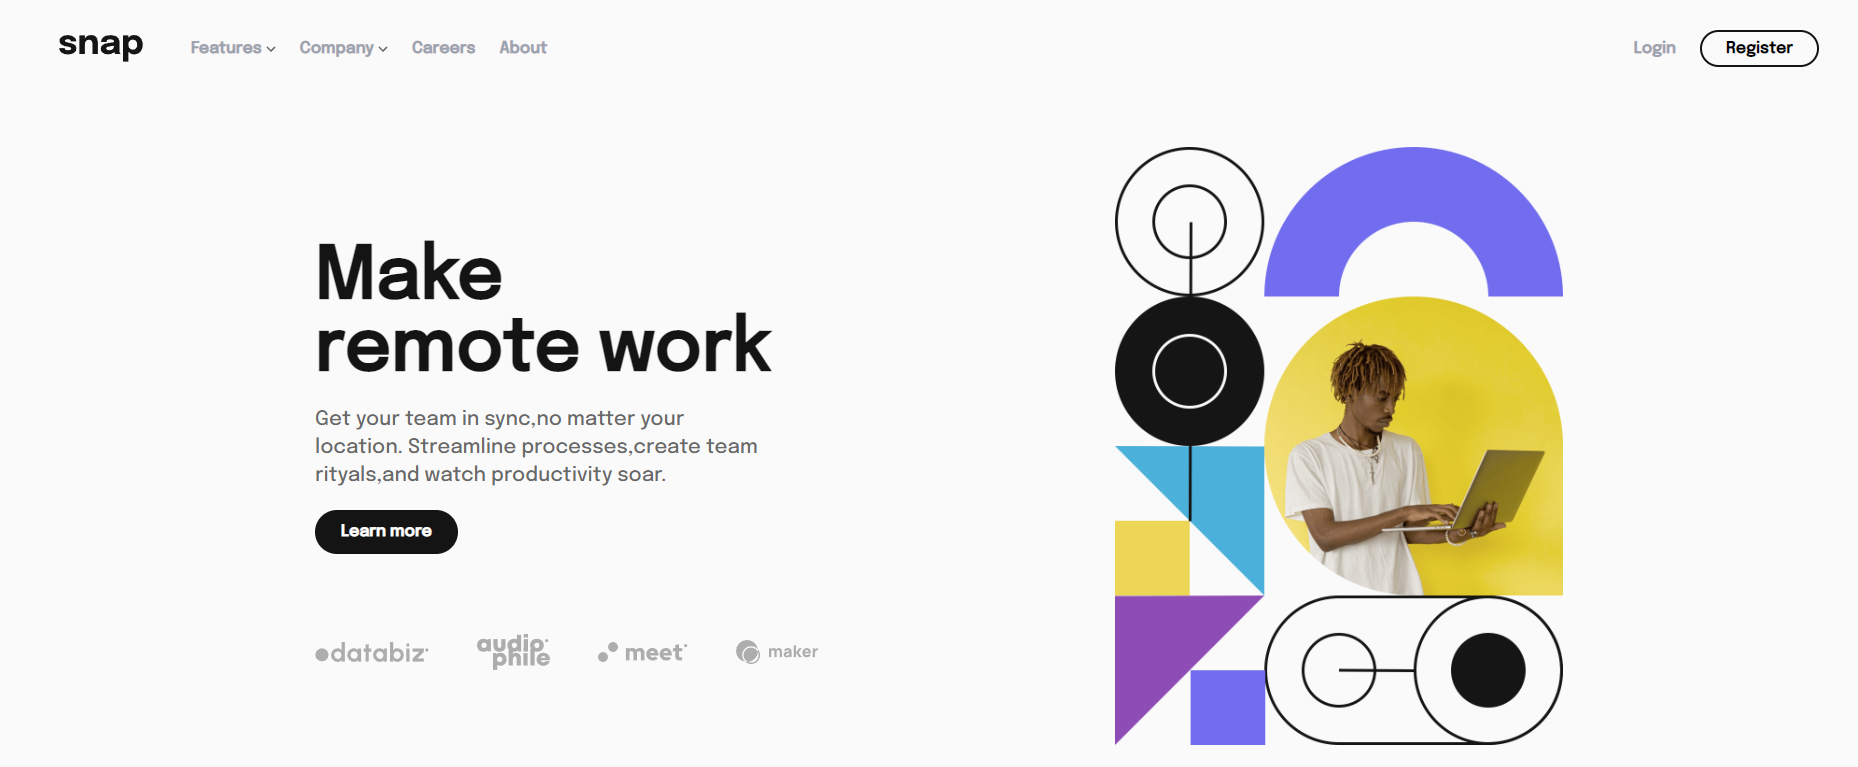 snap
Features
Company
Careers
About
Login
Register
Make
remote work
Get your team in sync,no matter your
location. Streamline processes,create team
rityals,and watch productivity soar.
Learn more
databiz
audio
phile
meet
maker